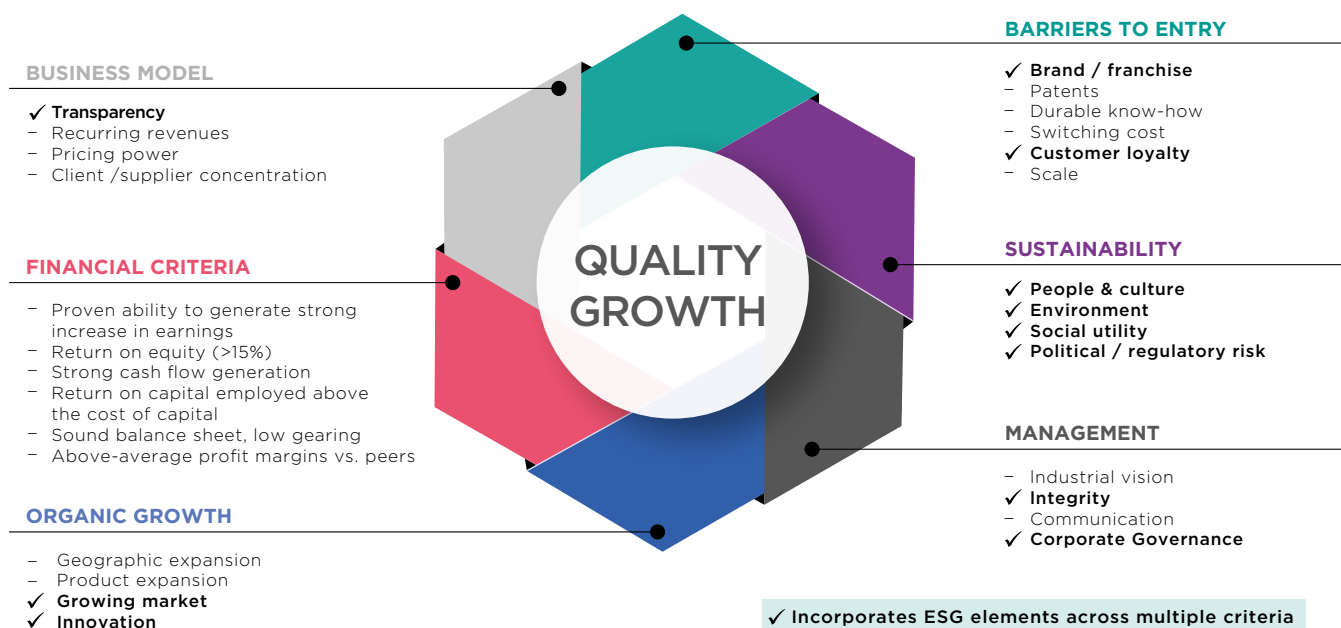 BUSINESS MODEL
✓ Transparency
– Recurring revenues
– Pricing power
– Client /supplier concentration
FINANCIAL CRITERIA
– Proven ability to generate strong
increase in earnings
– Return on equity (>15%)
– Strong cash flow generation
– Return on capital employed above
the cost of capital
– Sound balance sheet, low gearing
– Above-average profit margins vs. peers
ORGANIC GROWTH
– Geographic expansion
– Product expansion
✓ Growing market
✓ Innovation
QUALITY
GROWTH
BARRIERS TO ENTRY
✓ Brand / franchise
– Patents
– Durable know-how
– Switching cost
✓ Customer loyalty
– Scale
SUSTAINABILITY
✓ People & culture
✓ Environment
✓ Social utility
✓ Political / regulatory risk
MANAGEMENT
– Industrial vision
✓ Integrity
– Communication
✓ Corporate Governance
✓ Incorporates ESG elements across multiple criteria